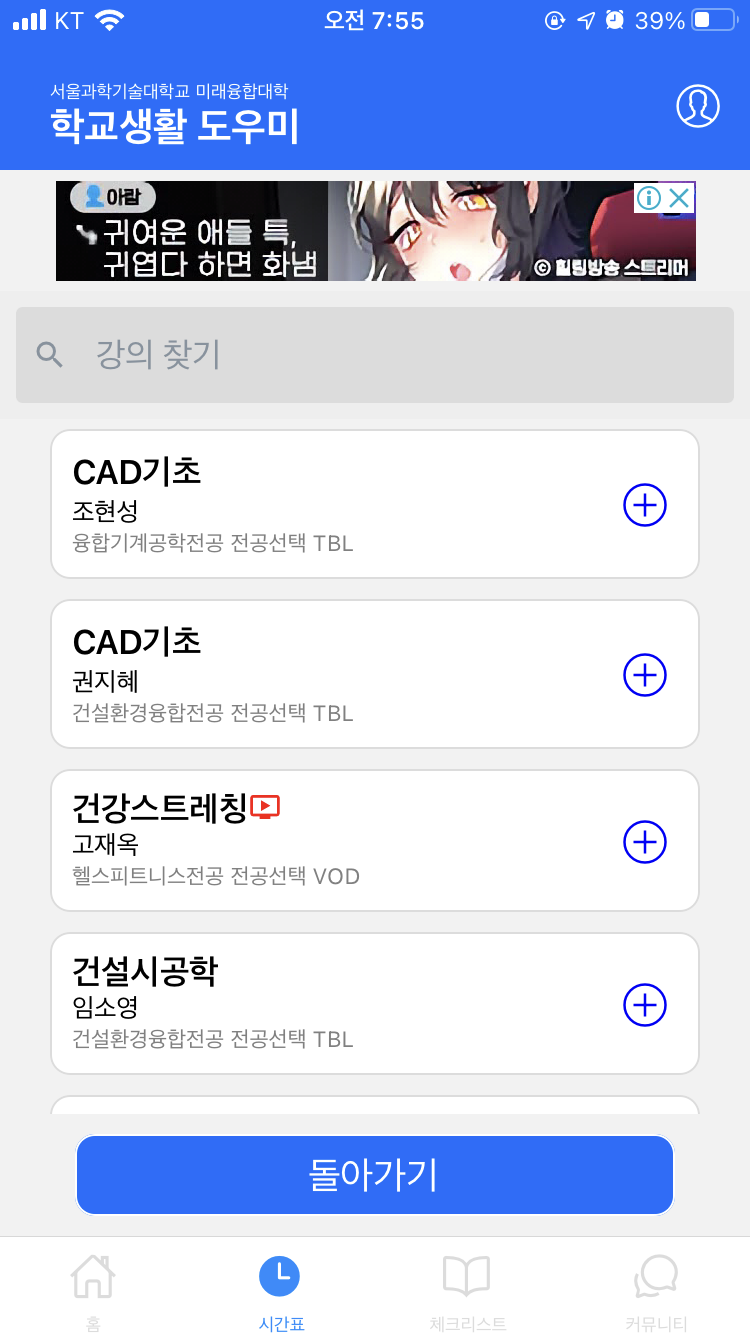 KT 오전 7:55 39%
서울과학기술대학교 미래융합대학
학교생활 도우미
아람
귀여운 애들 특,
귀엽다 하면 화냄
© 힐링방송 스트리머
강의 찾기
CAD기초
조현성
융합기계공학전공 전공선택 TBL
CAD기초
권지혜
건설환경융합전공 전공선택 TBL
건강스트레칭
고재옥
헬스피트니스전공 전공선택 VOD
건설시공학
임소영
건설환경융합전공 전공선택 TBL
돌아가기
홈 시간표 체크리스트 커뮤니티